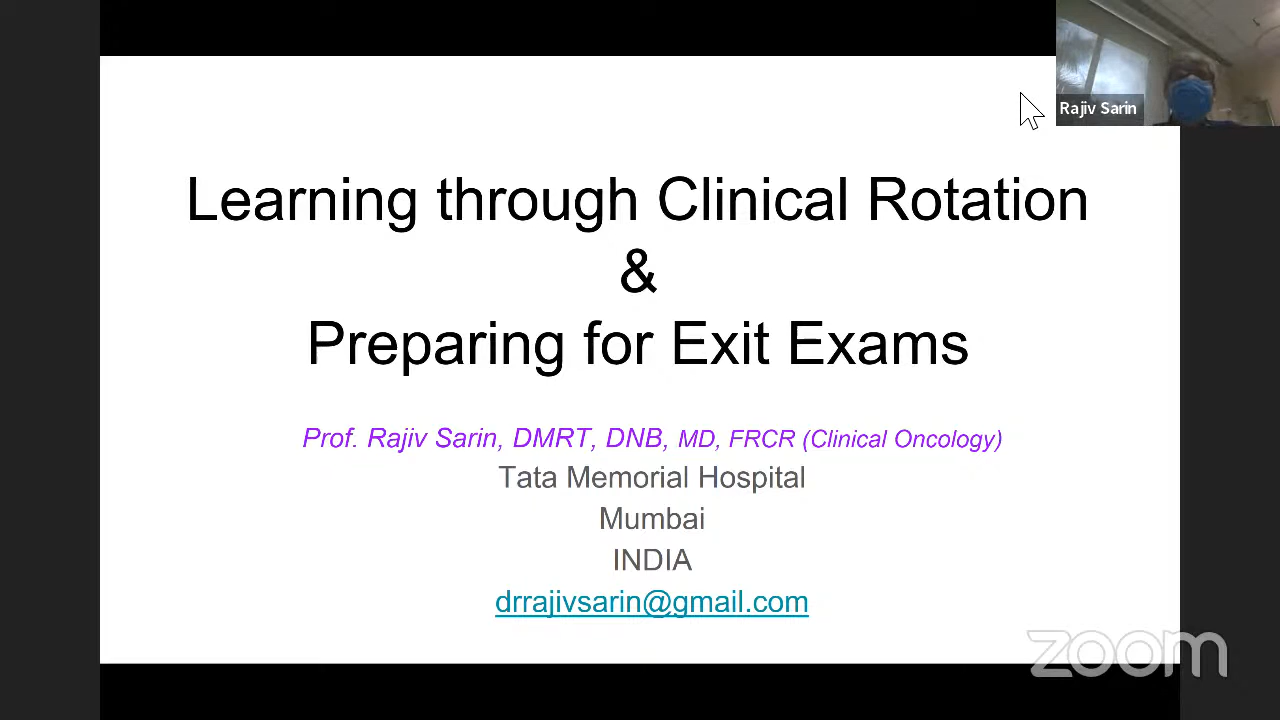 Rajiv Sarin
Learning through Clinical Rotation
&
Preparing for Exit Exams
Prof. Rajiv Sarin, DMRT, DNB, MD, FRCR (Clinical Oncology)
Tata Memorial Hospital
Mumbai
INDIA
drrajivsarin@gmail.com
zoom